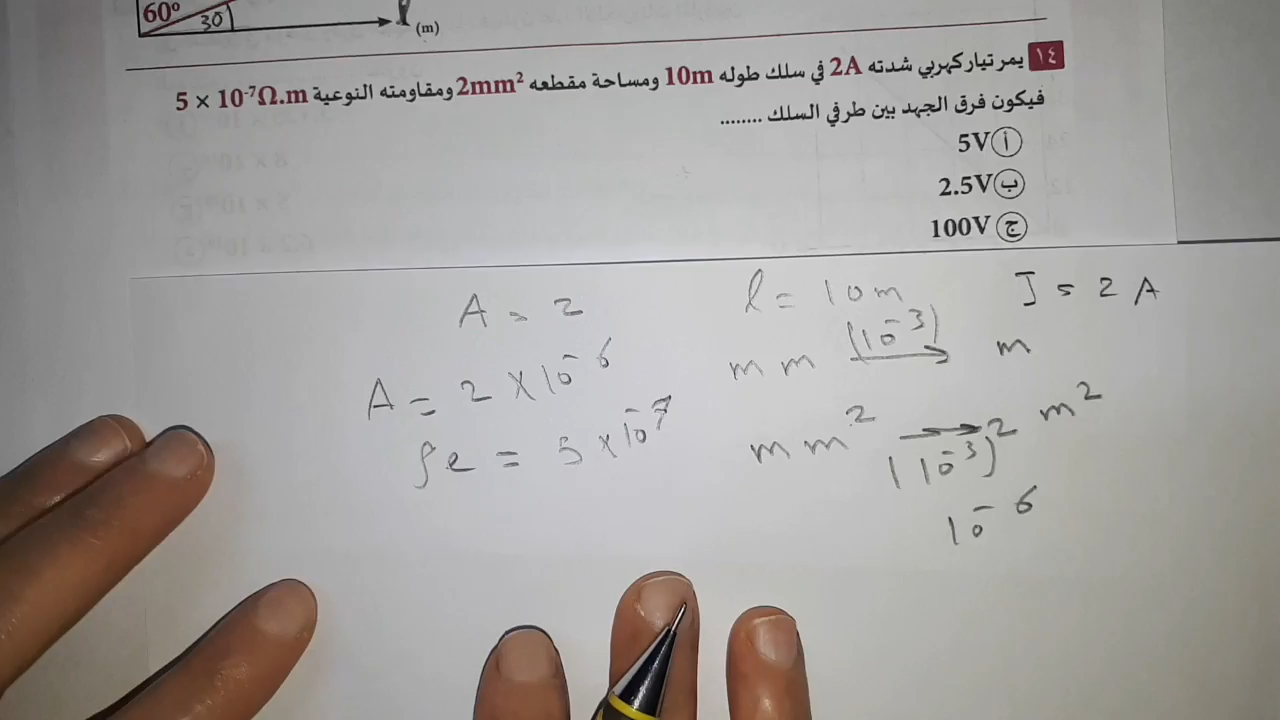 60º
30
(m)
١٤ يمر تيار كهربي شدته 2A في سلك طوله 10m ومساحة مقطعه 2mm² ومقاومته النوعية 5 × 10⁻⁷Ω.m
فيكون فرق الجهد بين طرفي السلك ........
أ 5V
ب 2.5V
ج 100V
A = 2 l = 10m I = 2 A
mm (10⁻³) → m
A = 2 × 10⁻⁶
mm² → m²
ρe = 5 × 10⁻⁷
(10⁻³)²
10⁻⁶